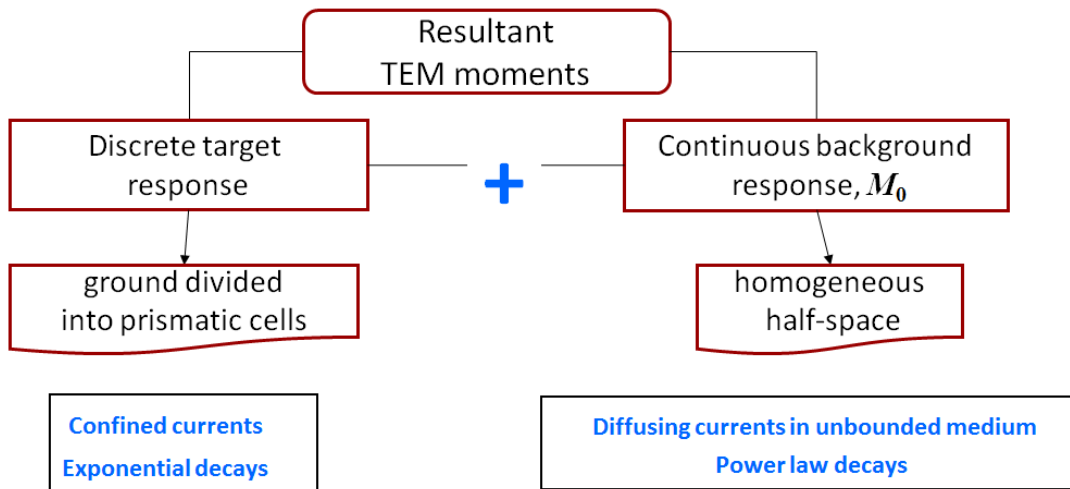 Resultant
TEM moments
Discrete target
response
+
Continuous background
response, M₀
ground divided
into prismatic cells
homogeneous
half-space
Confined currents
Exponential decays
Diffusing currents in unbounded medium
Power law decays